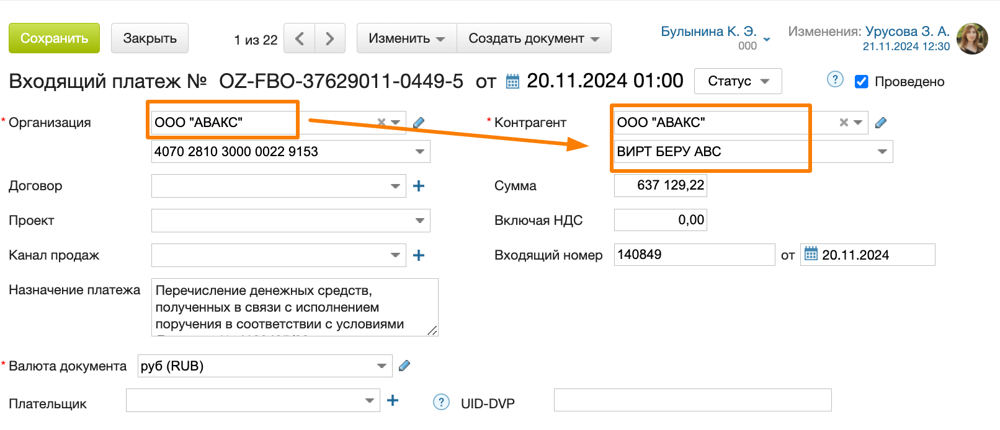 Сохранить Закрыть 1 из 22 Изменить Создать документ Булынина К. Э. Изменения: Урусова З. А.
000 21.11.2024 12:30
Входящий платеж № OZ-FBO-37629011-0449-5 от 20.11.2024 01:00 Статус ? Проведено
* Организация ООО "АВАКС" * Контрагент ООО "АВАКС"
4070 2810 3000 0022 9153 ВИРТ БЕРУ АВС
Договор Сумма 637 129,22
Проект Включая НДС 0,00
Канал продаж Входящий номер 140849 от 20.11.2024
Назначение платежа Перечисление денежных средств,
полученных в связи с исполнением
поручения в соответствии с условиями
* Валюта документа руб (RUB)
Плательщик ? UID-DVP